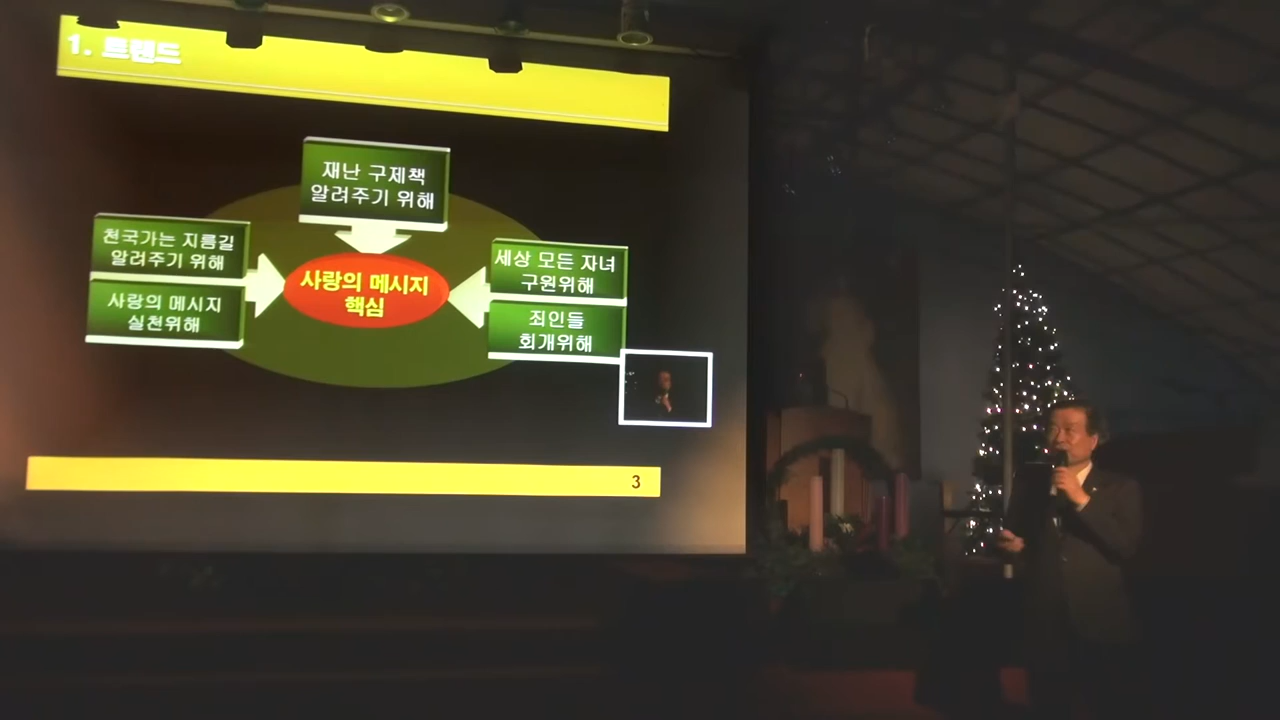 1. 트렌드
재난 구제책
알려주기 위해
천국가는 지름길
알려주기 위해
사랑의 메시지
실천위해
사랑의 메시지
핵심
세상 모든 자녀
구원위해
죄인들
회개위해
3